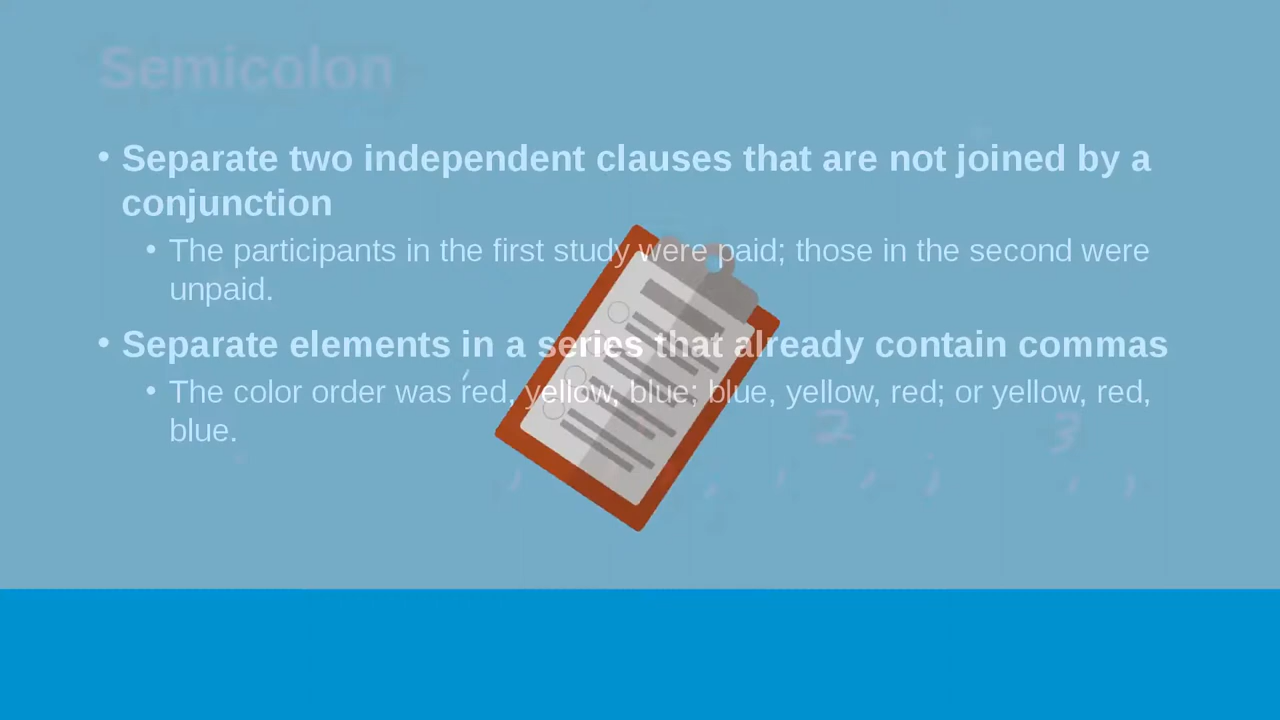 Semicolon
• Separate two independent clauses that are not joined by a
conjunction
• The participants in the first study were paid; those in the second were
unpaid.
• Separate elements in a series that already contain commas
• The color order was red, yellow, blue; blue, yellow, red; or yellow, red,
blue.
2 3
, , , , ; , ,